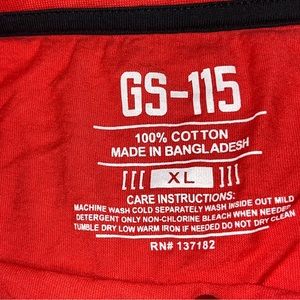 GS-115
100% COTTON
MADE IN BANGLADESH
[[[ XL ]]]
CARE INSTRUCTIONS:
MACHINE WASH COLD SEPARATELY WASH INSIDE OUT MILD
DETERGENT ONLY NON-CHLORINE BLEACH WHEN NEEDED
TUMBLE DRY LOW WARM IRON IF NEEDED DO NOT DRY CLEAN
RN# 137182